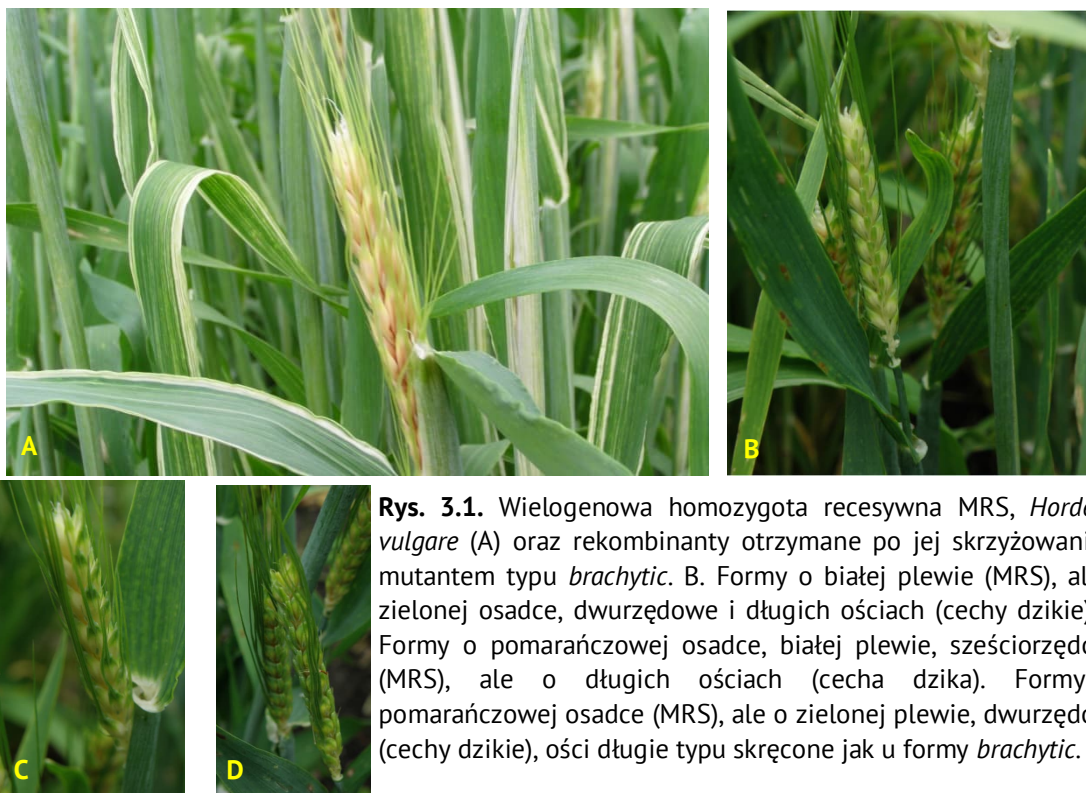 A
B
C
D
Rys. 3.1. Wielogenowa homozygota recesywna MRS, Horde
vulgare (A) oraz rekombinanty otrzymane po jej skrzyżowani
mutantem typu brachytic. B. Formy o białej plewie (MRS), al
zielonej osadce, dwurzędowe i długich ościach (cechy dzikie)
Formy o pomarańczowej osadce, białej plewie, sześciorzędo
(MRS), ale o długich ościach (cecha dzika). Formy
pomarańczowej osadce (MRS), ale o zielonej plewie, dwurzędo
(cechy dzikie), ości długie typu skręcone jak u formy brachytic.